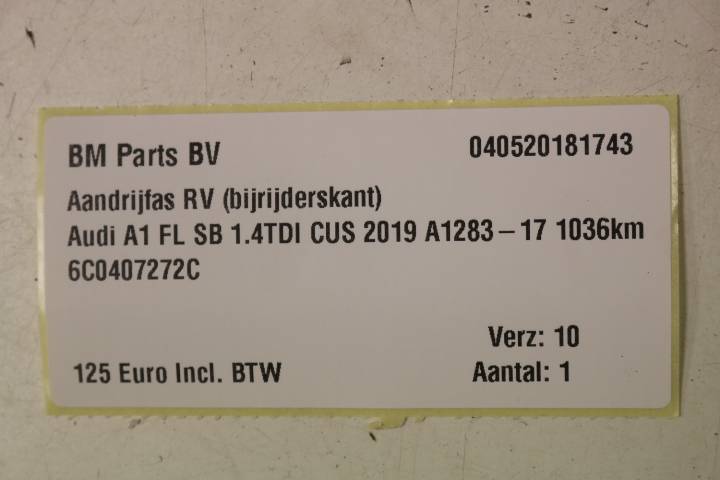 BM Parts BV 040520181743
Aandrijfas RV (bijrijderskant)
Audi A1 FL SB 1.4TDI CUS 2019 A1283 – 17 1036km
6C0407272C
Verz: 10
125 Euro Incl. BTW Aantal: 1